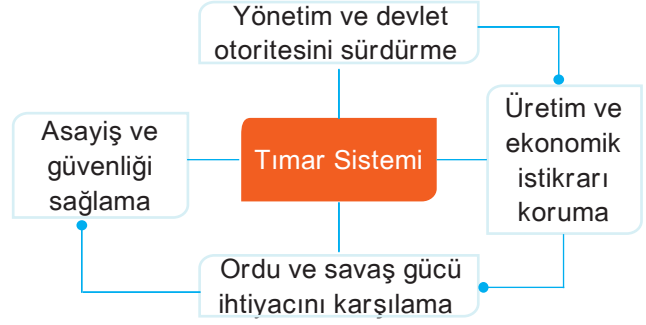 Yönetim ve devlet
otoritesini sürdürme
Asayiş ve
güvenliği
sağlama
Tımar Sistemi
Üretim ve
ekonomik
istikrarı
koruma
Ordu ve savaş gücü
ihtiyacını karşılama